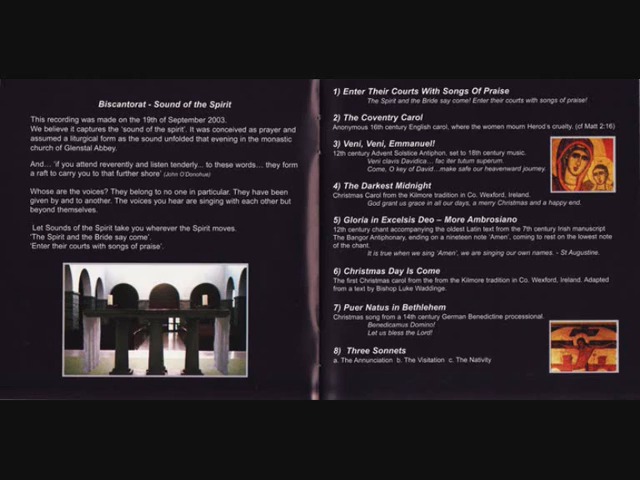 Biscantorat - Sound of the Spirit
This recording was made on the 19th of September 2003.
We believe it captures the 'sound of the spirit'. It was conceived as prayer and
assumed a liturgical form as the sound unfolded that evening in the monastic
church of Glenstal Abbey.
And… 'if you attend reverently and listen tenderly... to these words… they form
a raft to carry you to that further shore' (John O'Donohue)
Whose are the voices? They belong to no one in particular. They have been
given by and to another. The voices you hear are singing with each other but
beyond themselves.
Let Sounds of the Spirit take you wherever the Spirit moves.
'The Spirit and the Bride say come'.
'Enter their courts with songs of praise'.
1) Enter Their Courts With Songs Of Praise
The Spirit and the Bride say come! Enter their courts with songs of praise!
2) The Coventry Carol
Anonymous 16th century English carol, where the women mourn Herod's cruelty. (cf Matt 2:16)
3) Veni, Veni, Emmanuel!
12th century Advent Solstice Antiphon, set to 18th century music.
Veni clavis Davidica… fac iter tutum superum.
Come, O key of David…make safe our heavenward journey.
4) The Darkest Midnight
Christmas Carol from the Kilmore tradition in Co. Wexford, Ireland.
God grant us grace in all our days, a merry Christmas and a happy end.
5) Gloria in Excelsis Deo – More Ambrosiano
12th century chant accompanying the oldest Latin text from the 7th century Irish manuscript
The Bangor Antiphonary, ending on a nineteen note 'Amen', coming to rest on the lowest note
of the chant.
It is true when we sing 'Amen', we are singing our own names. - St Augustine.
6) Christmas Day Is Come
The first Christmas carol from the from the Kilmore tradition in Co. Wexford, Ireland. Adapted
from a text by Bishop Luke Waddinge.
7) Puer Natus in Bethlehem
Christmas song from a 14th century German Benedictine processional.
Benedicamus Domino!
Let us bless the Lord!
8) Three Sonnets
a. The Annunciation b. The Visitation c. The Nativity